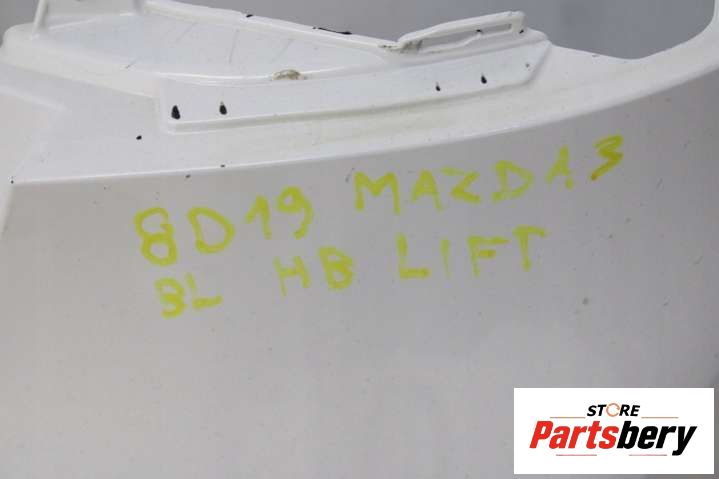 8D19 MAZDA 3
BL HB LIFT
STORE
Partsbery